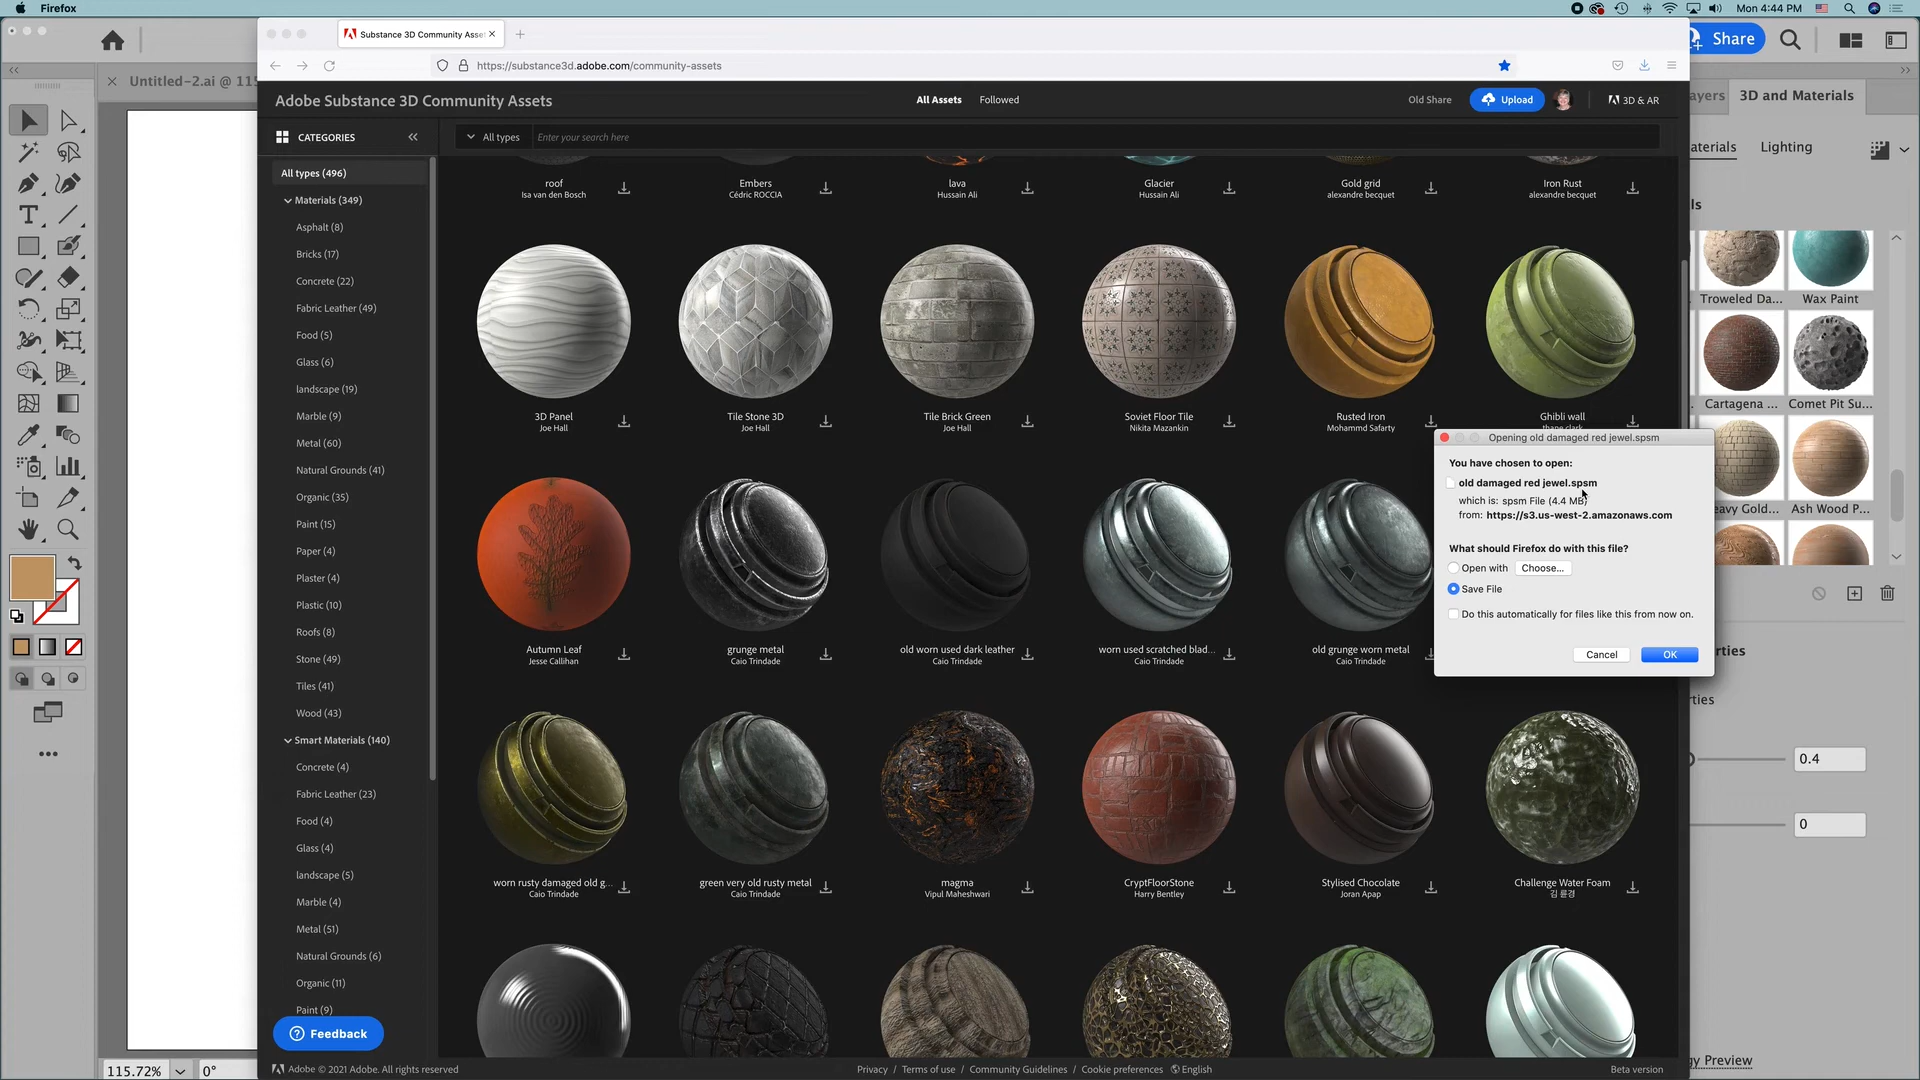 Firefox
Mon 4:44 PM
Substance 3D Community Asse
Untitled-2.ai @ 115
https://substance3d.adobe.com/community-assets
Share
Adobe Substance 3D Community Assets
All Assets
Followed
Old Share
Upload
3D & AR
ayers
3D and Materials
CATEGORIES
All types
Enter your search here
aterials
Lighting
All types (496)
Materials (349)
Asphalt (8)
Bricks (17)
Concrete (22)
Fabric Leather (49)
Food (5)
Glass (6)
landscape (19)
Marble (9)
Metal (60)
Natural Grounds (41)
Organic (35)
Paint (15)
Paper (4)
Plaster (4)
Plastic (10)
Roofs (8)
Stone (49)
Tiles (41)
Wood (43)
Smart Materials (140)
Concrete (4)
Fabric Leather (23)
Food (4)
Glass (4)
landscape (5)
Marble (4)
Metal (51)
Natural Grounds (6)
Organic (11)
Paint (9)
Feedback
roof
Isa van den Bosch
Embers
Cédric ROCCIA
lava
Hussain Ali
Glacier
Hussain Ali
Gold grid
alexandre becquet
Iron Rust
alexandre becquet
3D Panel
Joe Hall
Tile Stone 3D
Joe Hall
Tile Brick Green
Joe Hall
Soviet Floor Tile
Nikita Mazankin
Rusted Iron
Mohammd Safarty
Ghibli wall
thane clark
Autumn Leaf
Jesse Callihan
grunge metal
Caio Trindade
old worn used dark leather
Caio Trindade
worn used scratched blad...
Caio Trindade
old grunge worn metal
Caio Trindade
worn rusty damaged old g...
Caio Trindade
green very old rusty metal
Caio Trindade
magma
Vipul Maheshwari
CryptFloorStone
Harry Bentley
Stylised Chocolate
Joran Apap
Challenge Water Foam
김 륜경
Opening old damaged red jewel.spsm
You have chosen to open:
old damaged red jewel.spsm
which is: spsm File (4.4 MB)
from: https://s3.us-west-2.amazonaws.com
What should Firefox do with this file?
Open with
Choose...
Save File
Do this automatically for files like this from now on.
Cancel
OK
ls
Troweled Da...
Wax Paint
Cartagena ...
Comet Pit Su...
eavy Gold...
Ash Wood P...
erties
rties
0.4
0
gy Preview
115.72%
0°
Adobe © 2021 Adobe. All rights reserved
Privacy / Terms of use / Community Guidelines / Cookie preferences
English
Beta version